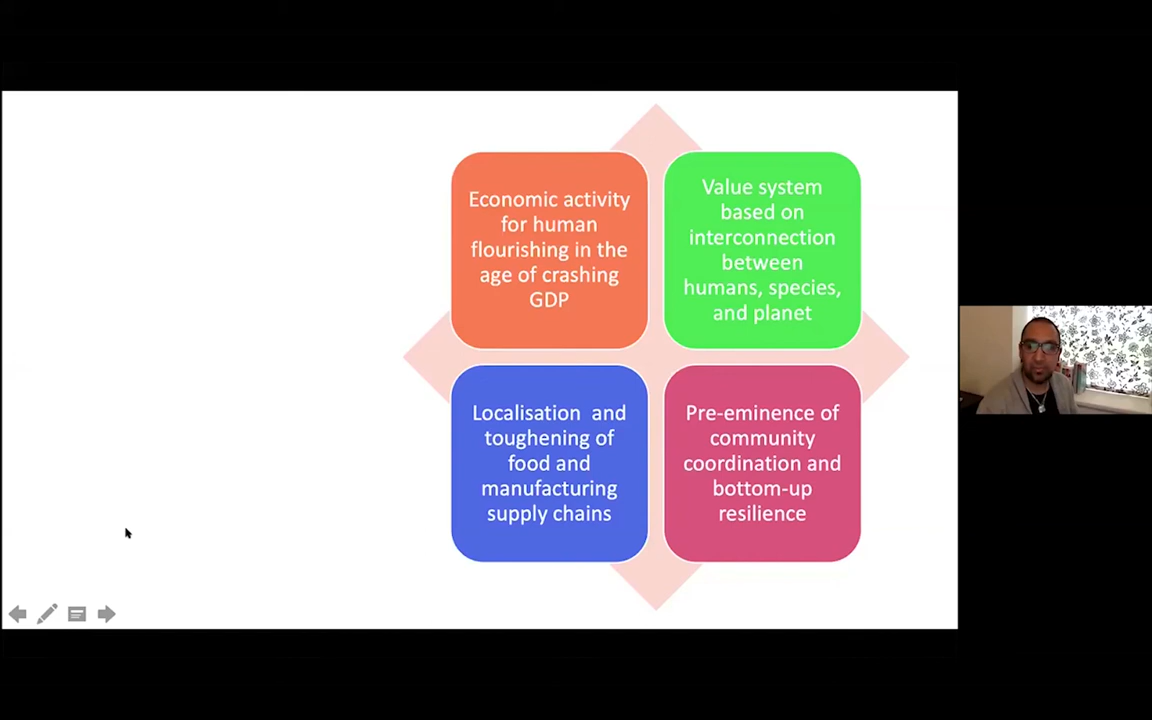 Economic activity
for human
flourishing in the
age of crashing
GDP
Value system
based on
interconnection
between
humans, species,
and planet
Localisation and
toughening of
food and
manufacturing
supply chains
Pre-eminence of
community
coordination and
bottom-up
resilience